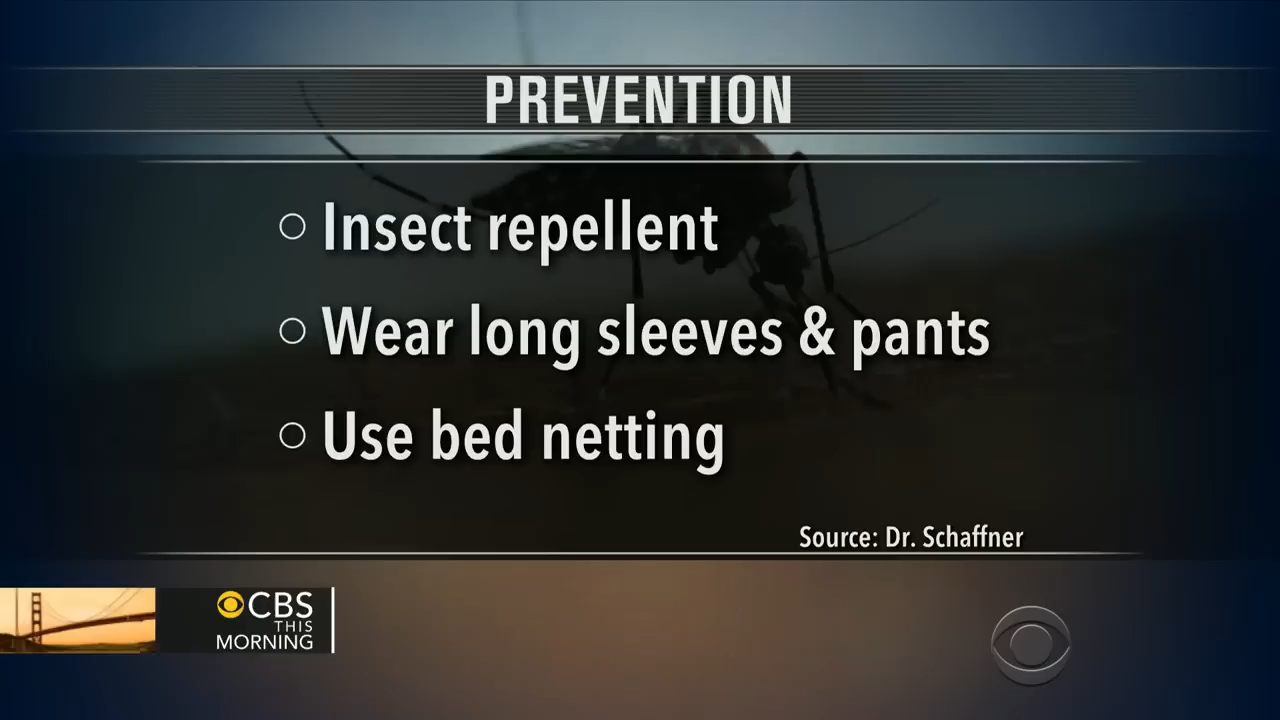 PREVENTION
Insect repellent
Wear long sleeves & pants
Use bed netting
Source: Dr. Schaffner
CBS
THIS
MORNING